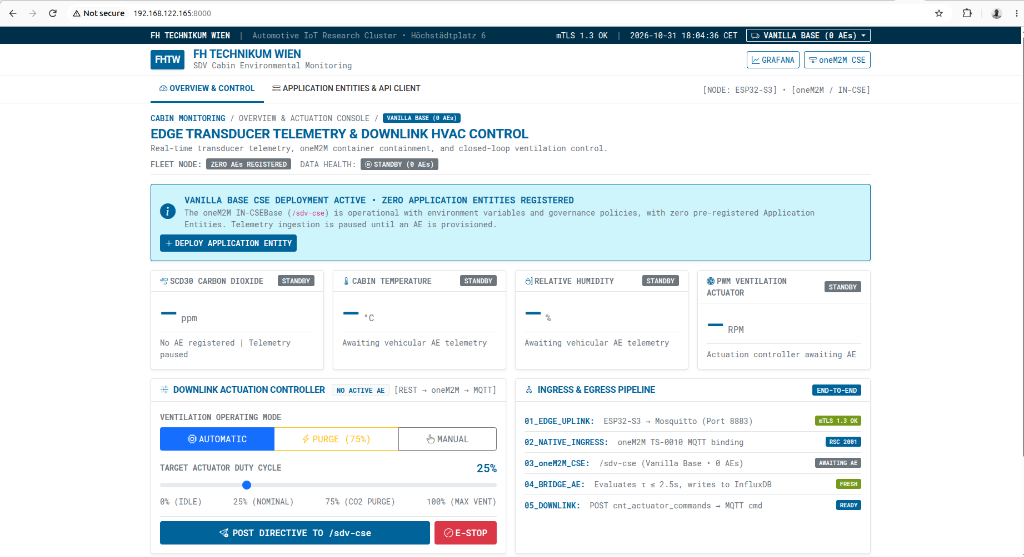 Not secure 192.168.122.165:8000
FH TECHNIKUM WIEN | Automotive IoT Research Cluster • Höchstädtplatz 6 mTLS 1.3 OK | 2026-10-31 18:04:36 CET VANILLA BASE (0 AEs)
FHTW FH TECHNIKUM WIEN
SDV Cabin Environmental Monitoring
GRAFANA oneM2M CSE
OVERVIEW & CONTROL APPLICATION ENTITIES & API CLIENT [NODE: ESP32-S3] • [oneM2M / IN-CSE]
CABIN MONITORING / OVERVIEW & ACTUATION CONSOLE / VANILLA BASE (0 AEs)
EDGE TRANSDUCER TELEMETRY & DOWNLINK HVAC CONTROL
Real-time transducer telemetry, oneM2M container containment, and closed-loop ventilation control.
FLEET NODE: ZERO AEs REGISTERED DATA HEALTH: STANDBY (0 AEs)
VANILLA BASE CSE DEPLOYMENT ACTIVE • ZERO APPLICATION ENTITIES REGISTERED
The oneM2M IN-CSEBase (/sdv-cse) is operational with environment variables and governance policies, with zero pre-registered Application
Entities. Telemetry ingestion is paused until an AE is provisioned.
+ DEPLOY APPLICATION ENTITY
SCD30 CARBON DIOXIDE STANDBY
— ppm
No AE registered | Telemetry
paused
CABIN TEMPERATURE STANDBY
— °C
Awaiting vehicular AE telemetry
RELATIVE HUMIDITY STANDBY
— %
Awaiting vehicular AE telemetry
PWM VENTILATION
ACTUATOR STANDBY
— RPM
Actuation controller awaiting AE
DOWNLINK ACTUATION CONTROLLER NO ACTIVE AE [REST → oneM2M → MQTT]
VENTILATION OPERATING MODE
AUTOMATIC PURGE (75%) MANUAL
TARGET ACTUATOR DUTY CYCLE 25%
0% (IDLE) 25% (NOMINAL) 75% (CO2 PURGE) 100% (MAX VENT)
POST DIRECTIVE TO /sdv-cse E-STOP
INGRESS & EGRESS PIPELINE END-TO-END
01_EDGE_UPLINK: ESP32-S3 → Mosquitto (Port 8883) mTLS 1.3 OK
02_NATIVE_INGRESS: oneM2M TS-0010 MQTT binding RSC 2001
03_oneM2M_CSE: /sdv-cse (Vanilla Base • 0 AEs) AWAITING AE
04_BRIDGE_AE: Evaluates τ ≤ 2.5s, writes to InfluxDB FRESH
05_DOWNLINK: POST cnt_actuator_commands → MQTT cmd READY